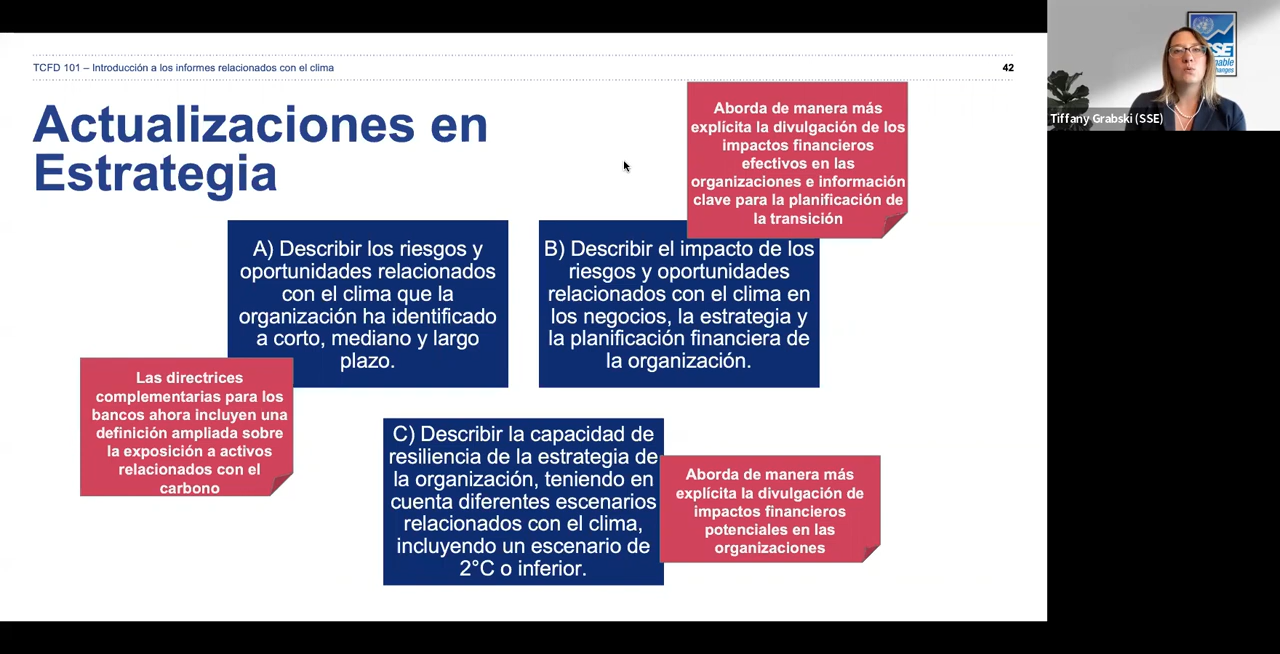 TCFD 101 – Introducción a los informes relacionados con el clima
42
Actualizaciones en
Estrategia
Aborda de manera más
explícita la divulgación de los
impactos financieros
efectivos en las
organizaciones e información
clave para la planificación de
la transición
A) Describir los riesgos y
oportunidades relacionados
con el clima que la
organización ha identificado
a corto, mediano y largo
plazo.
B) Describir el impacto de los
riesgos y oportunidades
relacionados con el clima en
los negocios, la estrategia y
la planificación financiera de
la organización.
Las directrices
complementarias para los
bancos ahora incluyen una
definición ampliada sobre
la exposición a activos
relacionados con el
carbono
C) Describir la capacidad de
resiliencia de la estrategia de
la organización, teniendo en
cuenta diferentes escenarios
relacionados con el clima,
incluyendo un escenario de
2°C o inferior.
Aborda de manera más
explícita la divulgación de
impactos financieros
potenciales en las
organizaciones
Tiffany Grabski (SSE)